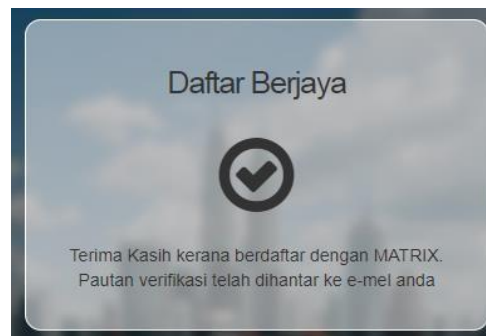 Daftar Berjaya
Terima Kasih kerana berdaftar dengan MATRIX.
Pautan verifikasi telah dihantar ke e-mel anda